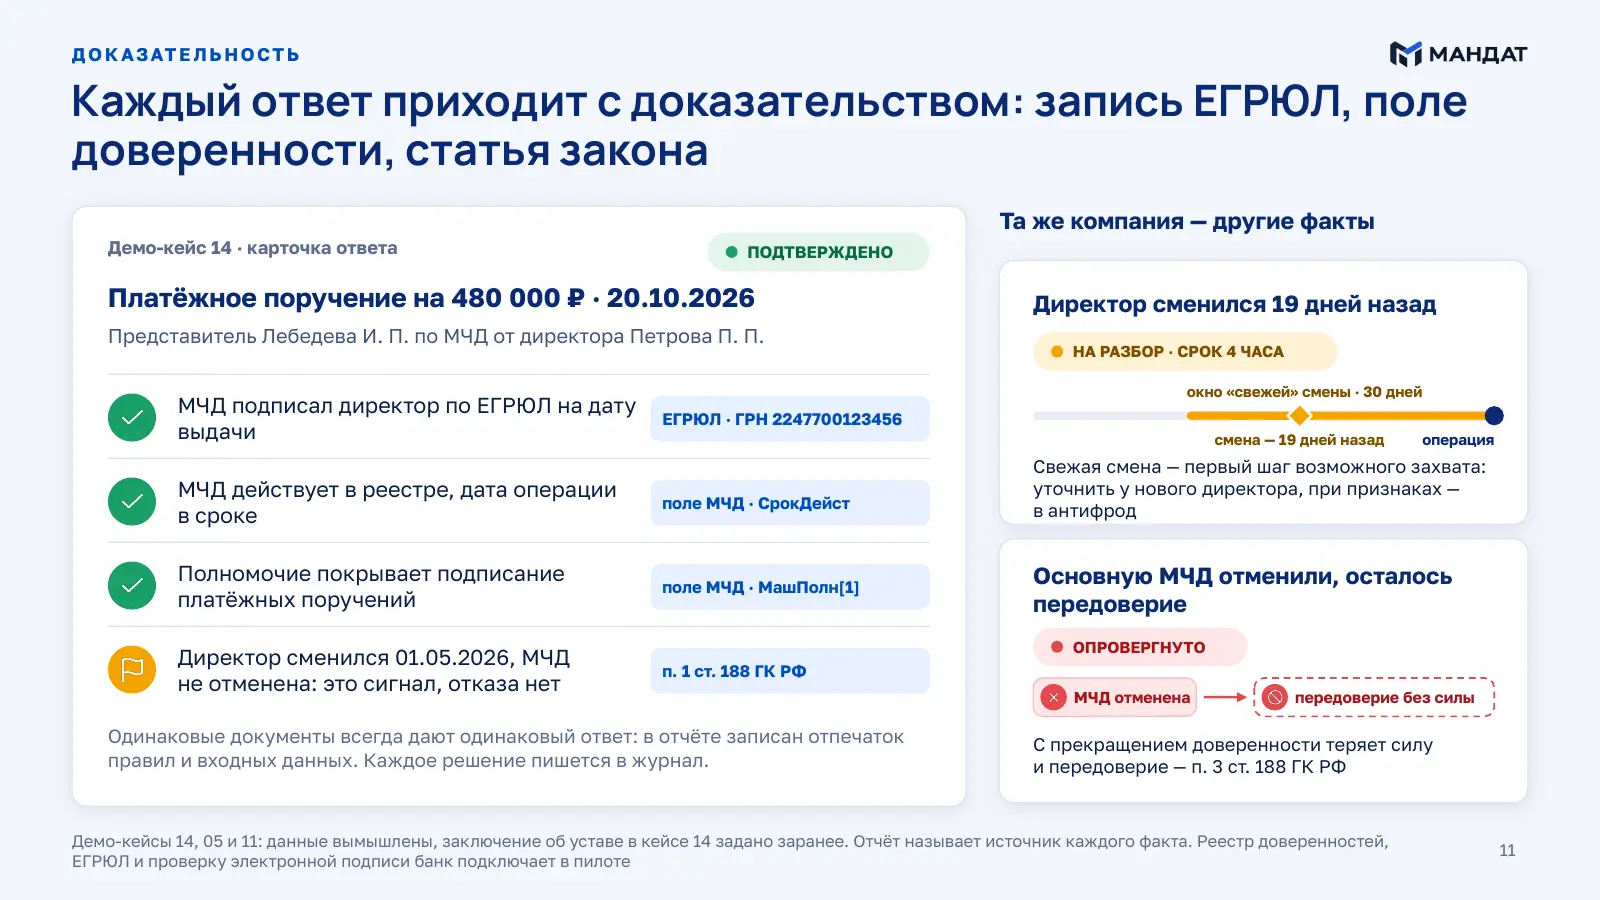 ДОКАЗАТЕЛЬНОСТЬ
МАНДАТ
Каждый ответ приходит с доказательством: запись ЕГРЮЛ, поле
доверенности, статья закона
Демо-кейс 14 · карточка ответа
ПОДТВЕРЖДЕНО
Платёжное поручение на 480 000 ₽ · 20.10.2026
Представитель Лебедева И. П. по МЧД от директора Петрова П. П.
МЧД подписал директор по ЕГРЮЛ на дату
выдачи
ЕГРЮЛ · ГРН 2247700123456
МЧД действует в реестре, дата операции
в сроке
поле МЧД · СрокДейст
Полномочие покрывает подписание
платёжных поручений
поле МЧД · МашПолн[1]
Директор сменился 01.05.2026, МЧД
не отменена: это сигнал, отказа нет
п. 1 ст. 188 ГК РФ
Одинаковые документы всегда дают одинаковый ответ: в отчёте записан отпечаток
правил и входных данных. Каждое решение пишется в журнал.
Та же компания — другие факты
Директор сменился 19 дней назад
НА РАЗБОР · СРОК 4 ЧАСА
окно «свежей» смены · 30 дней
смена — 19 дней назад
операция
Свежая смена — первый шаг возможного захвата:
уточнить у нового директора, при признаках —
в антифрод
Основную МЧД отменили, осталось
передоверие
ОПРОВЕРГНУТО
МЧД отменена
передоверие без силы
С прекращением доверенности теряет силу
и передоверие — п. 3 ст. 188 ГК РФ
Демо-кейсы 14, 05 и 11: данные вымышлены, заключение об уставе в кейсе 14 задано заранее. Отчёт называет источник каждого факта. Реестр доверенностей,
ЕГРЮЛ и проверку электронной подписи банк подключает в пилоте
11